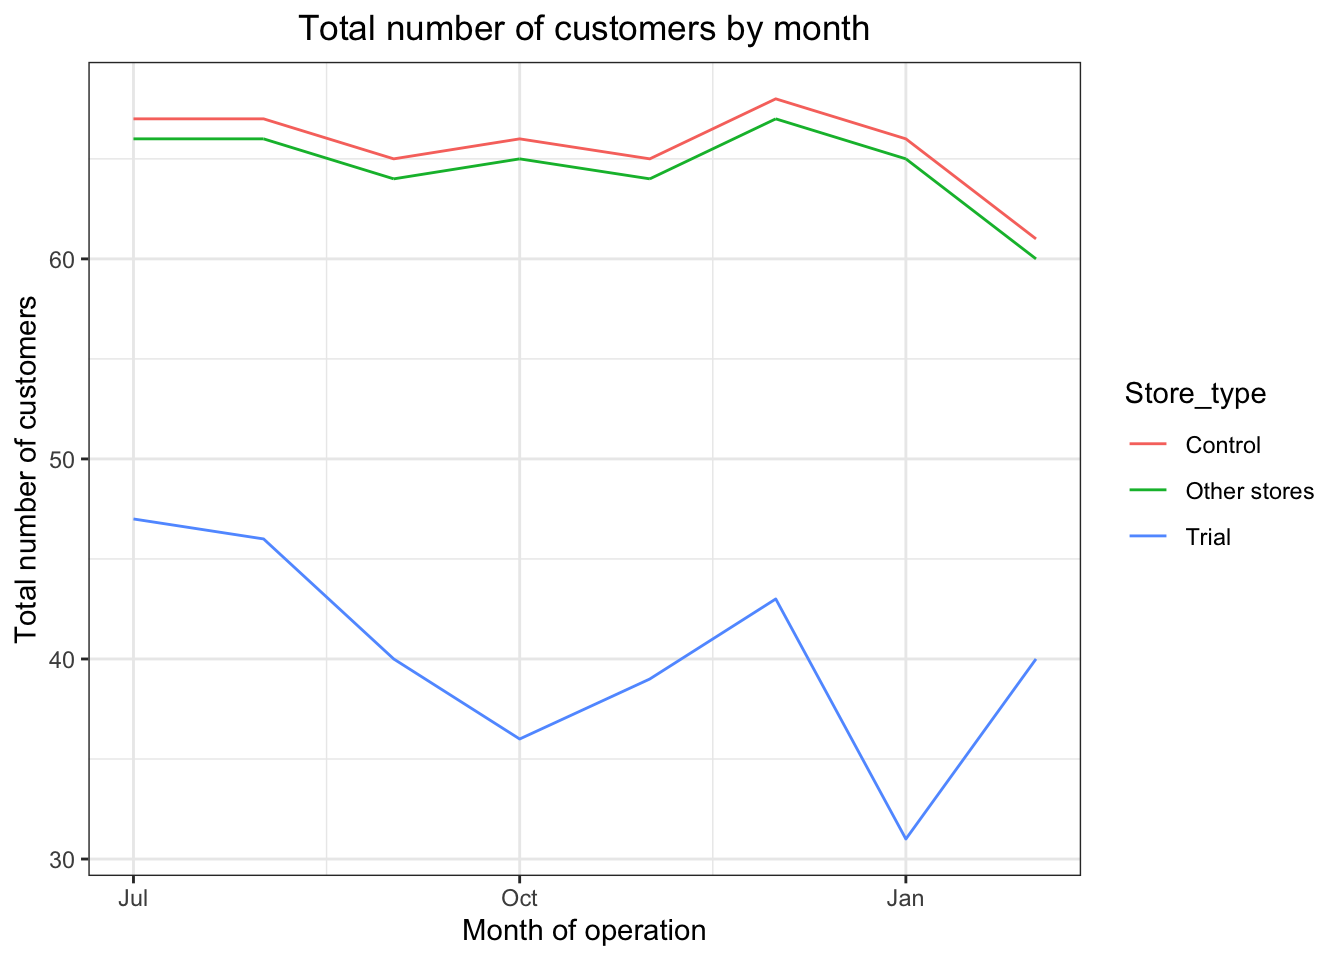 Total number of customers by month
Total number of customers
60
50
40
30
Jul
Oct
Jan
Month of operation
Store_type
Control
Other stores
Trial